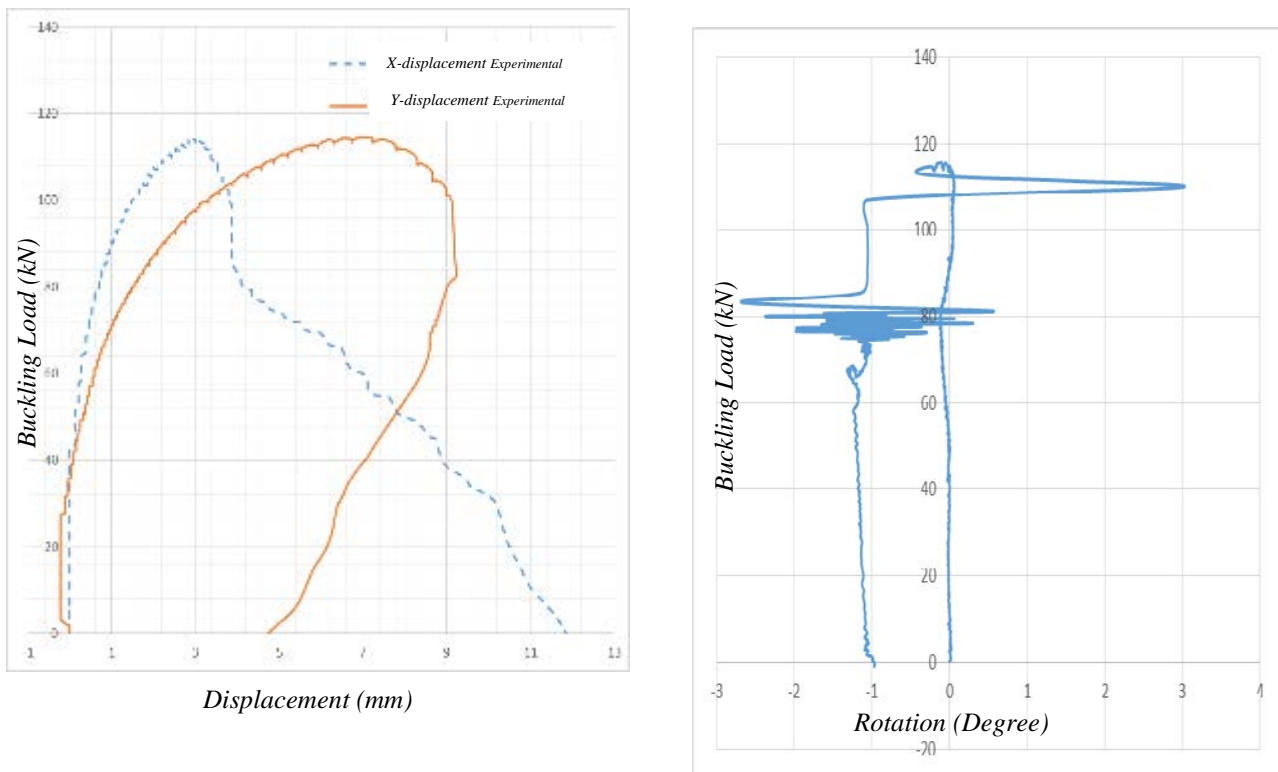 140
X-displacement Experimental
Y-displacement Experimental
120
100
80
60
40
20
0
Buckling Load (kN)
1 1 3 5 7 9 11 13
Displacement (mm)
140
120
100
80
60
40
20
0
-20
Buckling Load (kN)
-3 -2 -1 0 1 2 3 4
Rotation (Degree)